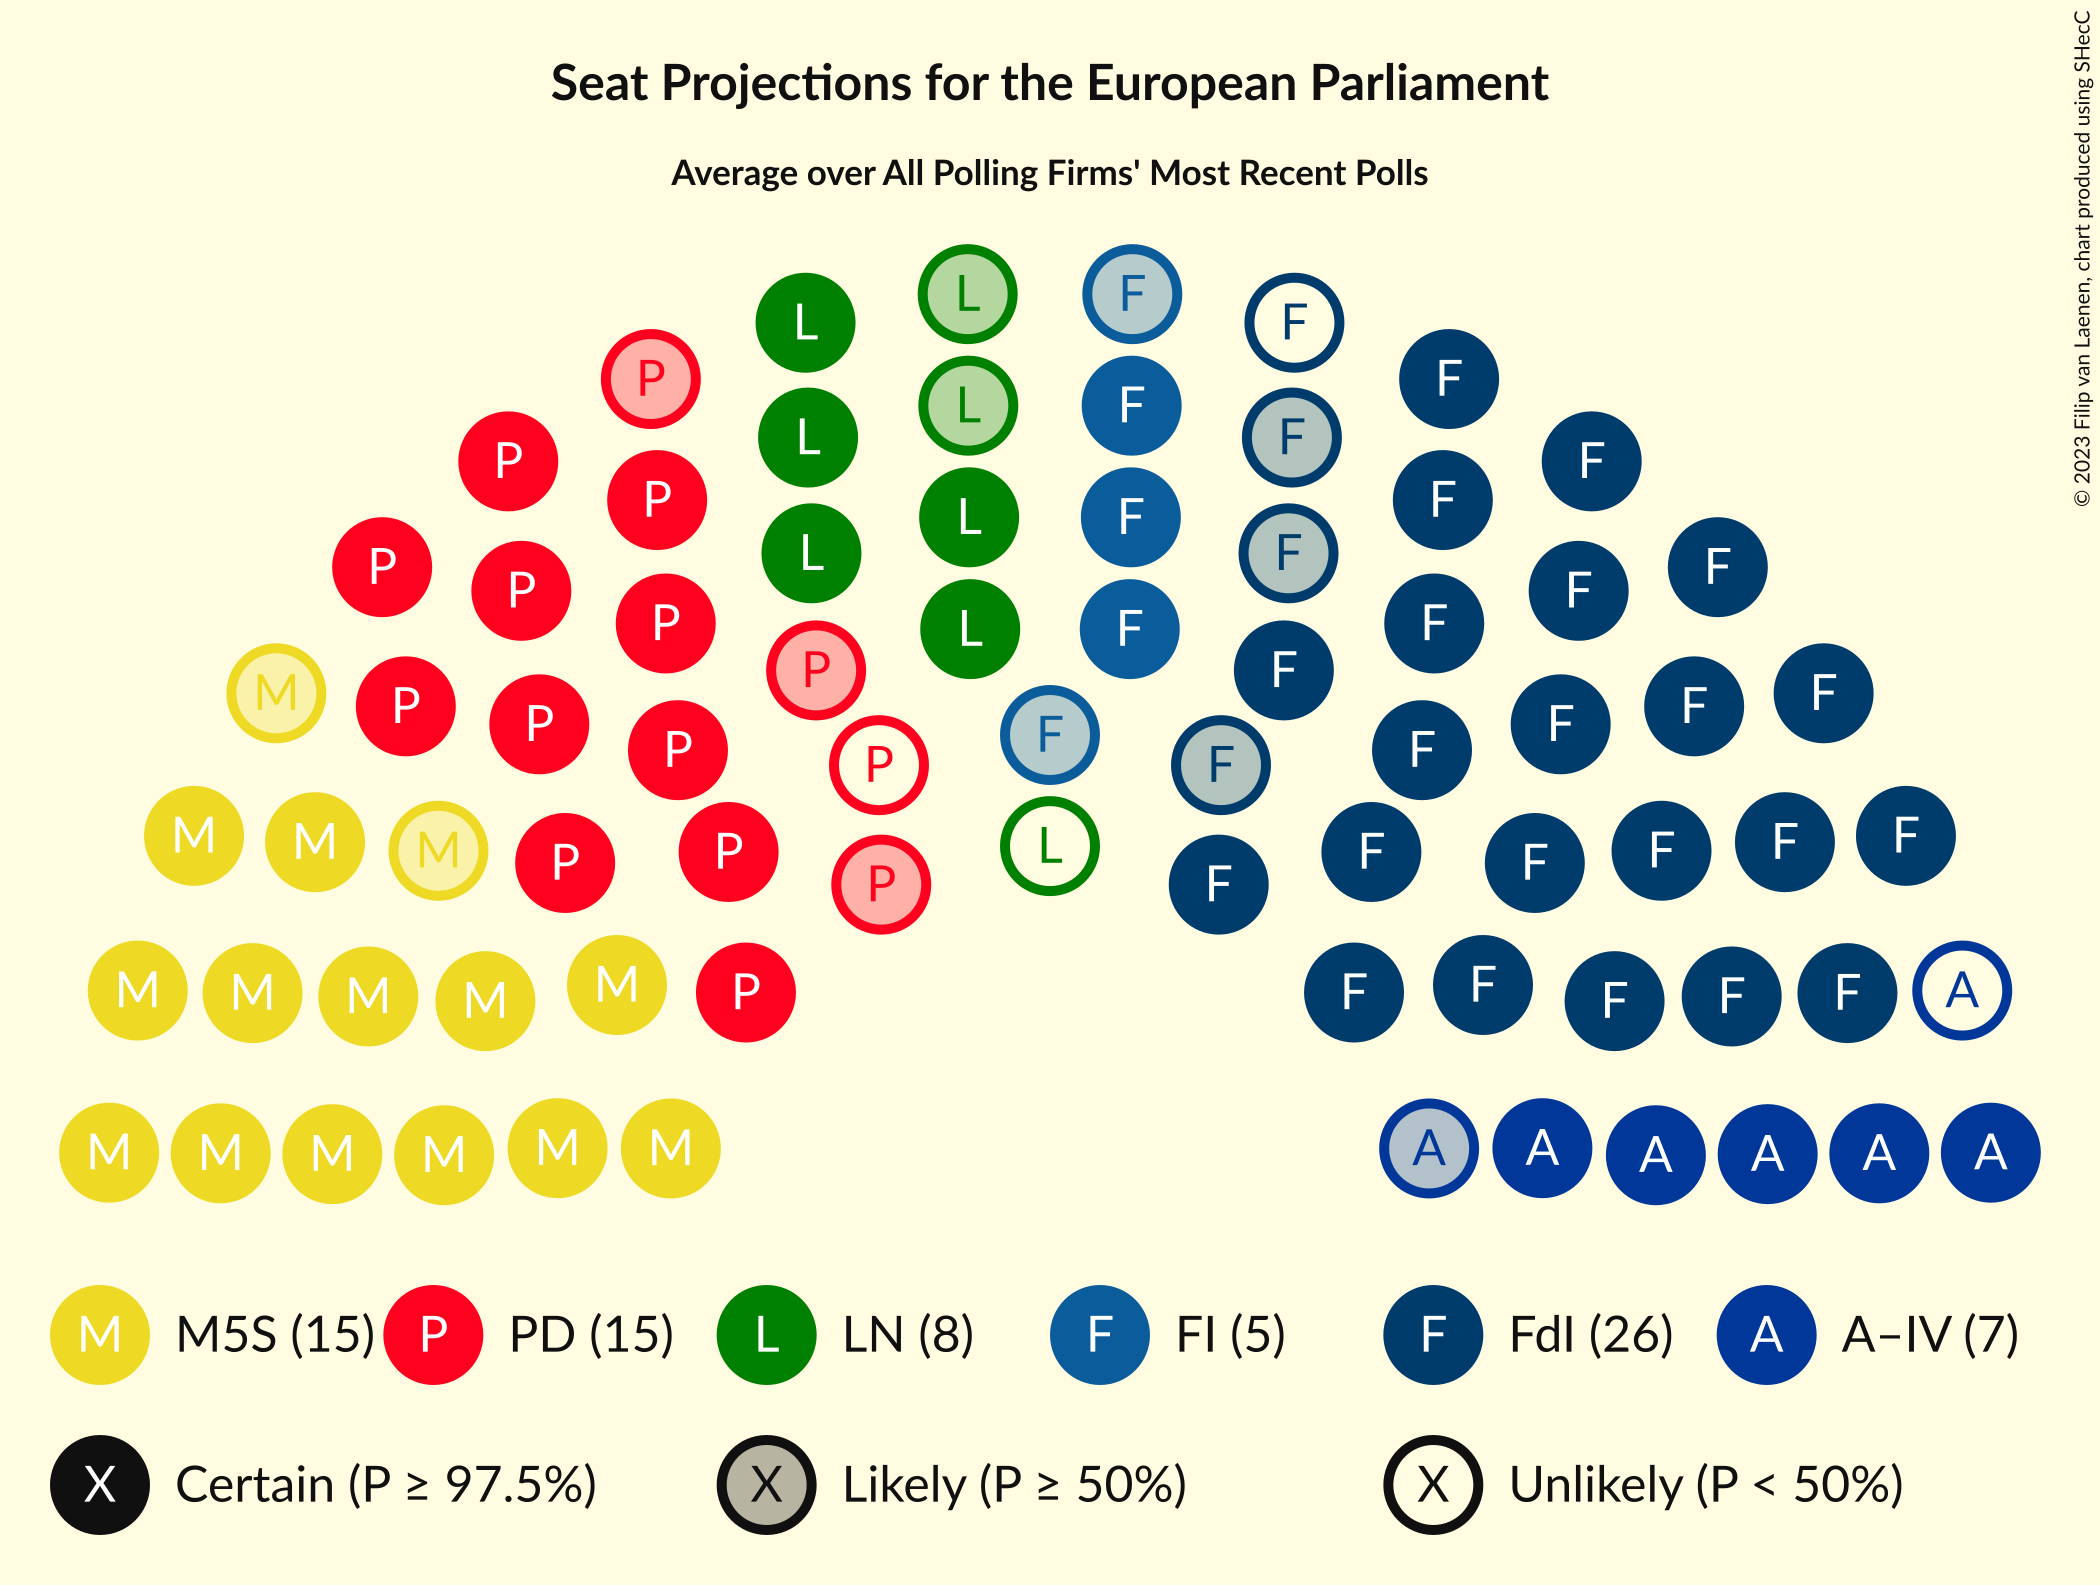 Seat Projections for the European Parliament
Average over All Polling Firms' Most Recent Polls
© 2023 Filip van Laenen, chart produced using SHecC
L F
L F
P F
L F
P F
L F
P P F F
L F
P F
P F
L F
P F
P F
L F
P F
M F
P F
P F
P F
P F
F
M F
M F
L
M F
P F
P F
P F
M F
M F
M F
M F
P F
M A
M M M M M M A A A A A A
M M5S (15) P PD (15) L LN (8) F FI (5) F FdI (26) A A–IV (7)
X Certain (P ≥ 97.5%) X Likely (P ≥ 50%) X Unlikely (P < 50%)